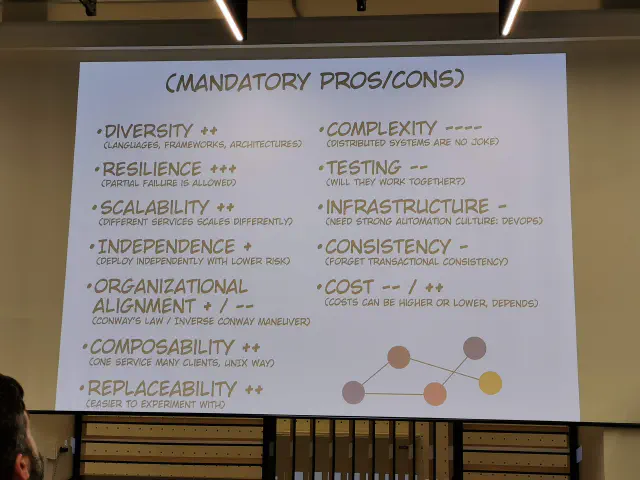 (MANDATORY PROS/CONS)
•DIVERSITY ++
(LANGUAGES, FRAMEWORKS, ARCHITECTURES)
•RESILIENCE +++
(PARTIAL FAILURE IS ALLOWED)
•SCALABILITY ++
(DIFFERENT SERVICES SCALES DIFFERENTLY)
•INDEPENDENCE +
(DEPLOY INDEPENDENTLY WITH LOWER RISK)
•ORGANIZATIONAL
ALIGNMENT + / --
(CONWAY'S LAW / INVERSE CONWAY MANEUVER)
•COMPOSABILITY ++
(ONE SERVICE MANY CLIENTS, UNIX WAY)
•REPLACEABILITY ++
(EASIER TO EXPERIMENT WITH)
•COMPLEXITY ----
(DISTRIBUTED SYSTEMS ARE NO JOKE)
•TESTING --
(WILL THEY WORK TOGETHER?)
•INFRASTRUCTURE -
(NEED STRONG AUTOMATION CULTURE: DEVOPS)
•CONSISTENCY -
(FORGET TRANSACTIONAL CONSISTENCY)
•COST -- / ++
(COSTS CAN BE HIGHER OR LOWER, DEPENDS)